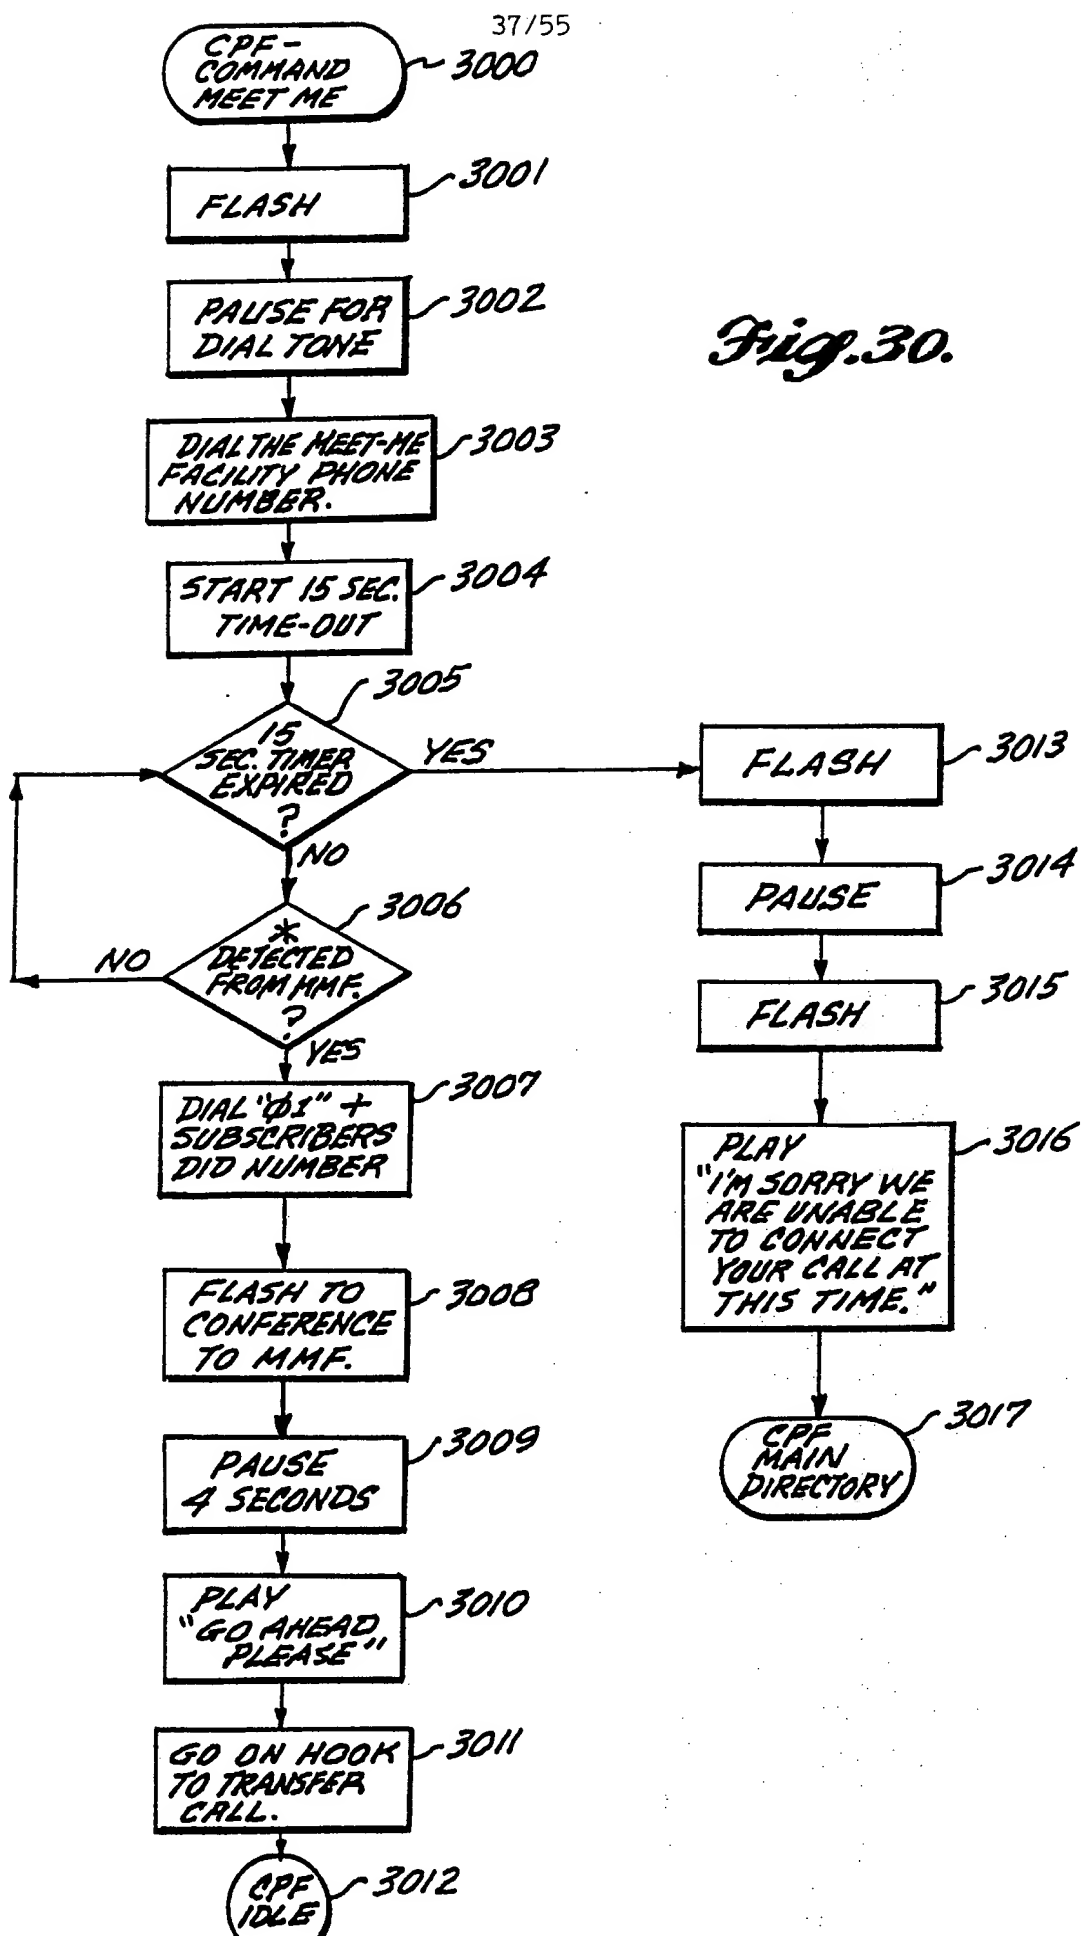 37/55
CPF-
COMMAND
MEET ME
3000
FLASH
3001
PAUSE FOR
DIAL TONE
3002
Fig. 30.
DIAL THE MEET-ME
FACILITY PHONE
NUMBER.
3003
START 15 SEC.
TIME-OUT
3004
15
SEC. TIMER
EXPIRED
?
3005
YES
NO
*
DETECTED
FROM MMF.
?
3006
NO
YES
DIAL "Ø1" +
SUBSCRIBERS
DID NUMBER
3007
FLASH TO
CONFERENCE
TO MMF.
3008
PAUSE
4 SECONDS
3009
PLAY
"GO AHEAD
PLEASE"
3010
GO ON HOOK
TO TRANSFER
CALL.
3011
CPF
IDLE
3012
FLASH
3013
PAUSE
3014
FLASH
3015
PLAY
"I'M SORRY WE
ARE UNABLE
TO CONNECT
YOUR CALL AT
THIS TIME."
3016
CPF
MAIN
DIRECTORY
3017